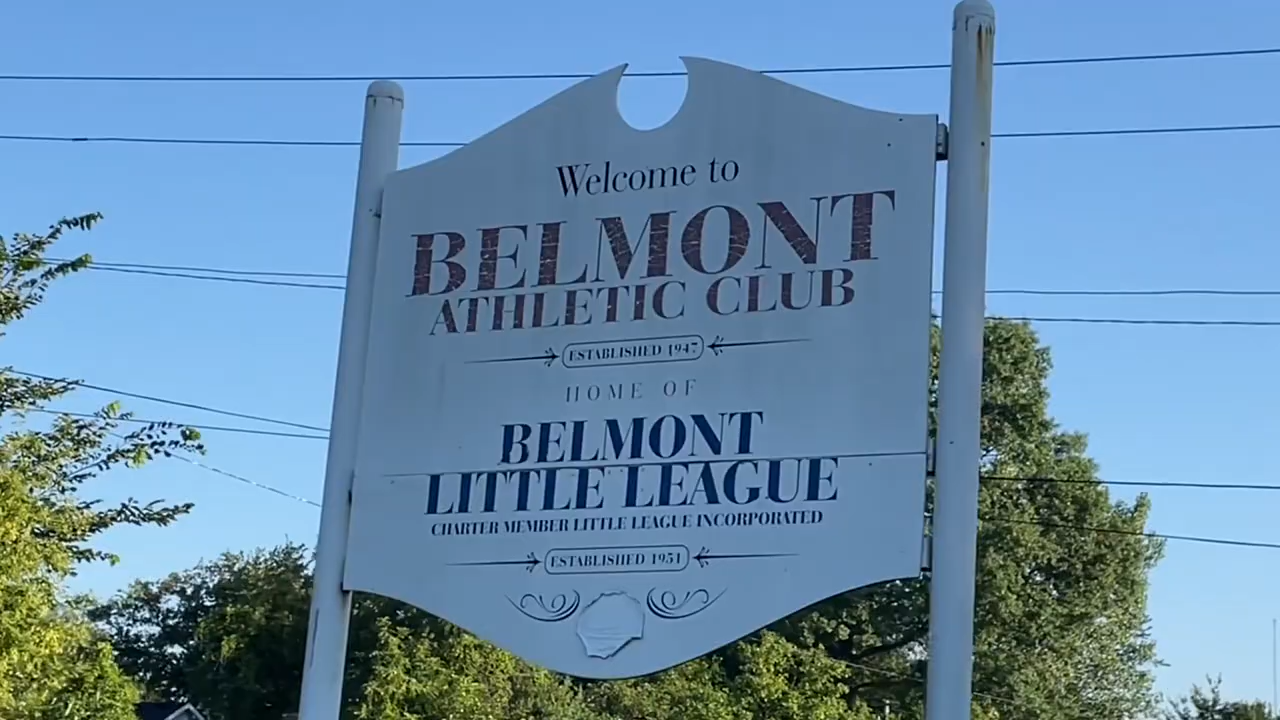 Welcome to
BELMONT
ATHLETIC CLUB
ESTABLISHED 1947
HOME OF
BELMONT
LITTLE LEAGUE
CHARTER MEMBER LITTLE LEAGUE INCORPORATED
ESTABLISHED 1951